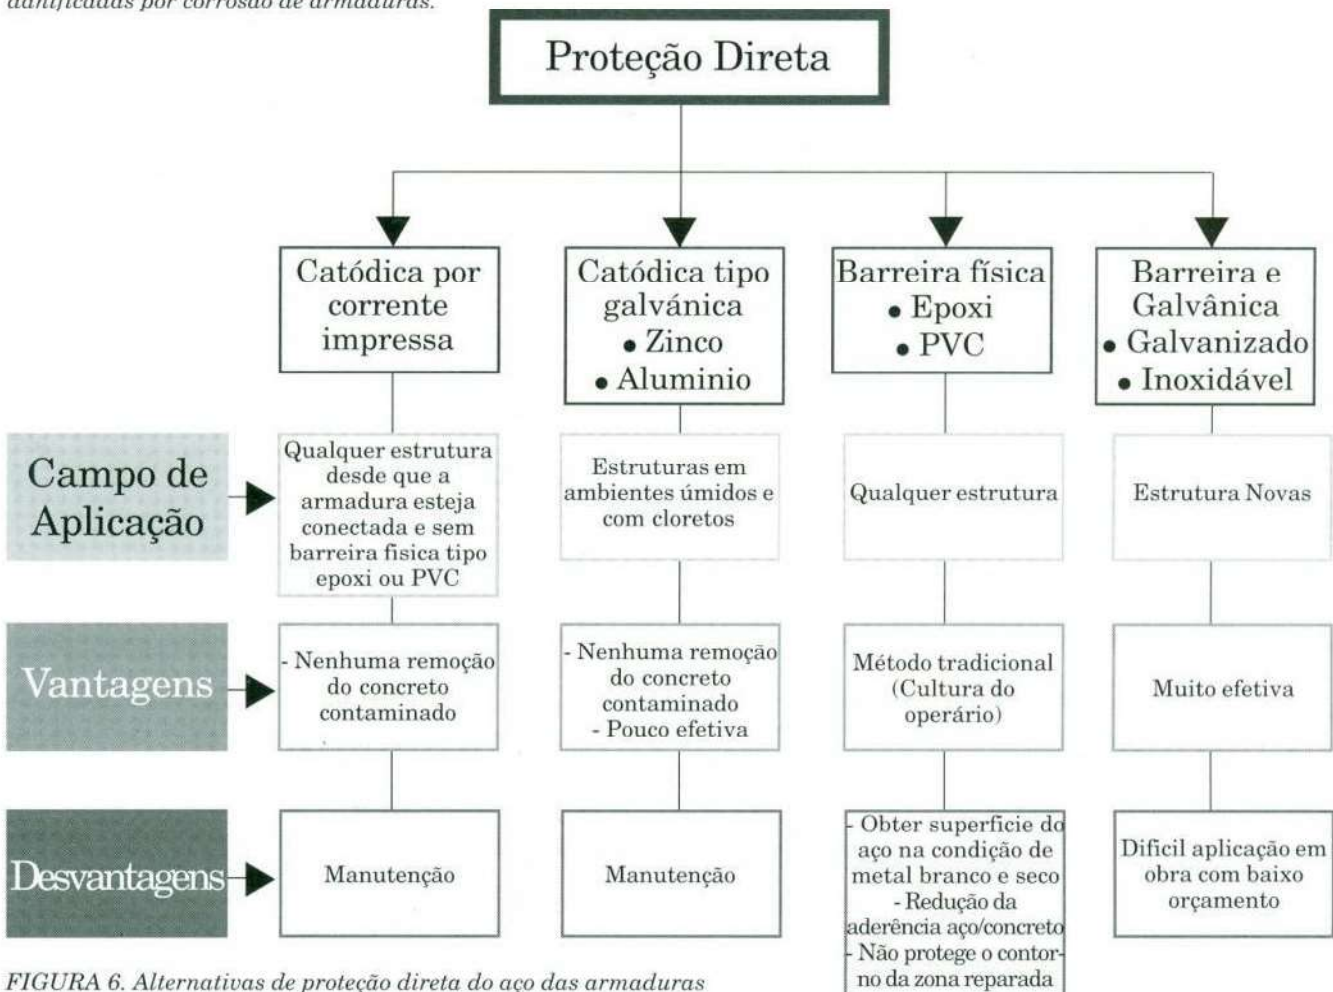 danificadas por corrosão de armaduras.
Proteção Direta
Catódica por
corrente
impressa
Catódica tipo
galvánica
● Zinco
● Aluminio
Barreira física
● Epoxi
● PVC
Barreira e
Galvânica
● Galvanizado
● Inoxidável
Campo de
Aplicação
Qualquer estrutura
desde que a
armadura esteja
conectada e sem
barreira fisica tipo
epoxi ou PVC
Estruturas em
ambientes úmidos e
com cloretos
Qualquer estrutura
Estrutura Novas
Vantagens
- Nenhuma remoção
do concreto
contaminado
- Nenhuma remoção
do concreto
contaminado
- Pouco efetiva
Método tradicional
(Cultura do
operário)
Muito efetiva
Desvantagens
Manutenção
Manutenção
- Obter superficie do
aço na condição de
metal branco e seco
- Redução da
aderência aço/concreto
- Não protege o contor-
no da zona reparada
Dificil aplicação em
obra com baixo
orçamento
FIGURA 6. Alternativas de proteção direta do aço das armaduras